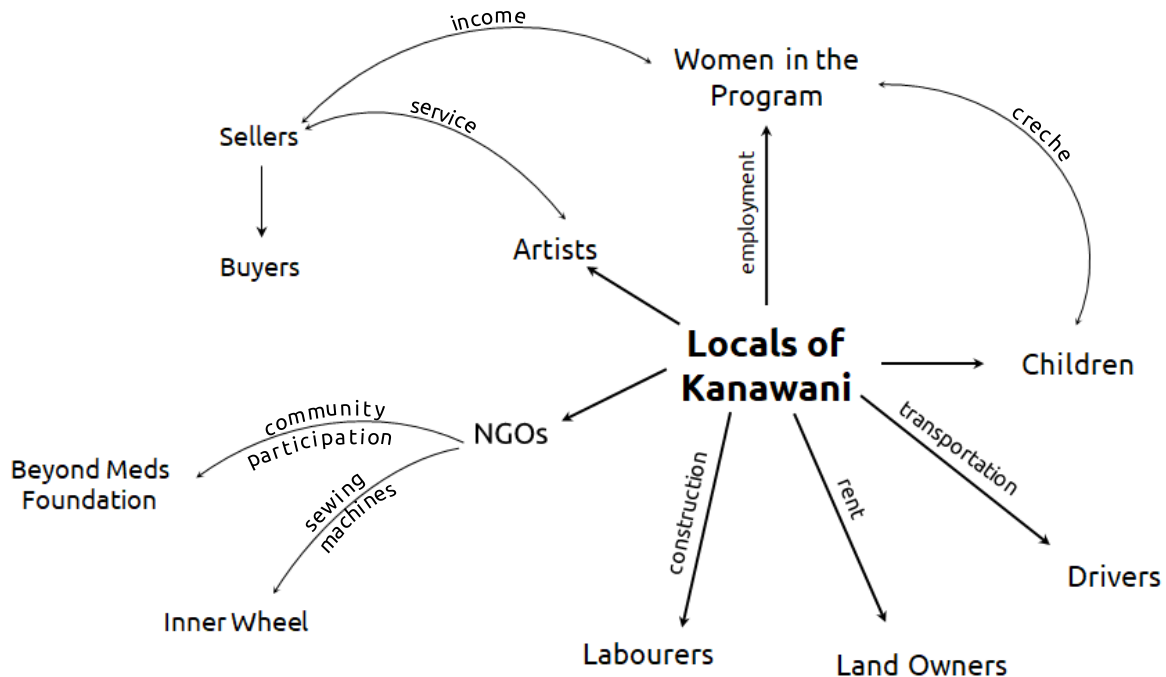 income
Women in the
Program
service
creche
Sellers
employment
Artists
Buyers
Locals of
Kanawani
Children
community
participation
NGOs
transportation
Beyond Meds
Foundation
sewing
machines
construction
rent
Drivers
Inner Wheel
Labourers
Land Owners